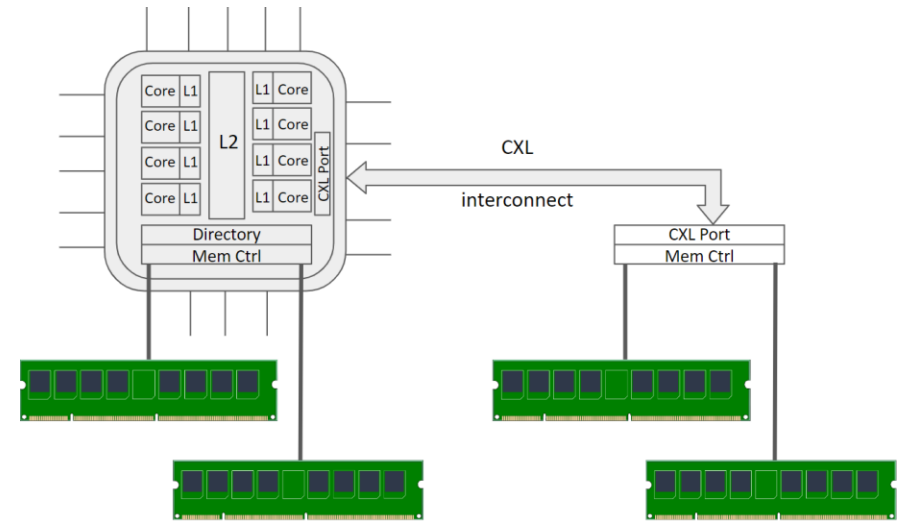 Core L1 L1 Core
Core L1 L1 Core
L2
Core L1 L1 Core
Core L1 L1 Core
CXL Port
Directory
Mem Ctrl
CXL
interconnect
CXL Port
Mem Ctrl